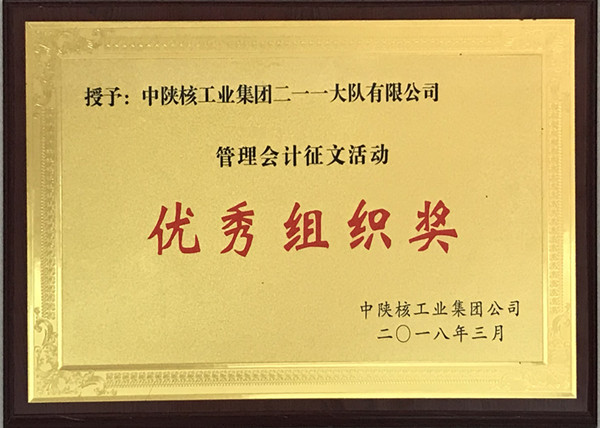 授予：中陕核工业集团二一一大队有限公司
管理会计征文活动
优秀组织奖
中陕核工业集团公司
二〇一八年三月